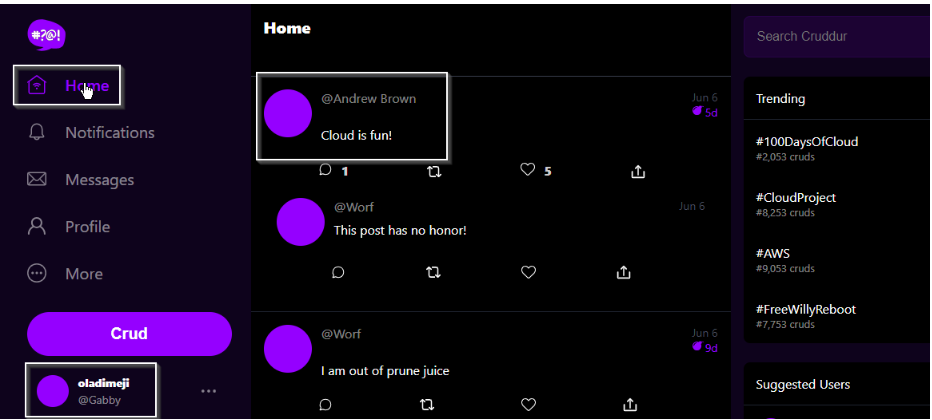 #?@!
Home
Notifications
Messages
Profile
More
Crud
oladimeji
@Gabby
Home
@Andrew Brown
Jun 6
5d
Cloud is fun!
1
5
@Worf
Jun 6
This post has no honor!
@Worf
Jun 6
9d
I am out of prune juice
Search Cruddur
Trending
#100DaysOfCloud
#2,053 cruds
#CloudProject
#8,253 cruds
#AWS
#9,053 cruds
#FreeWillyReboot
#7,753 cruds
Suggested Users